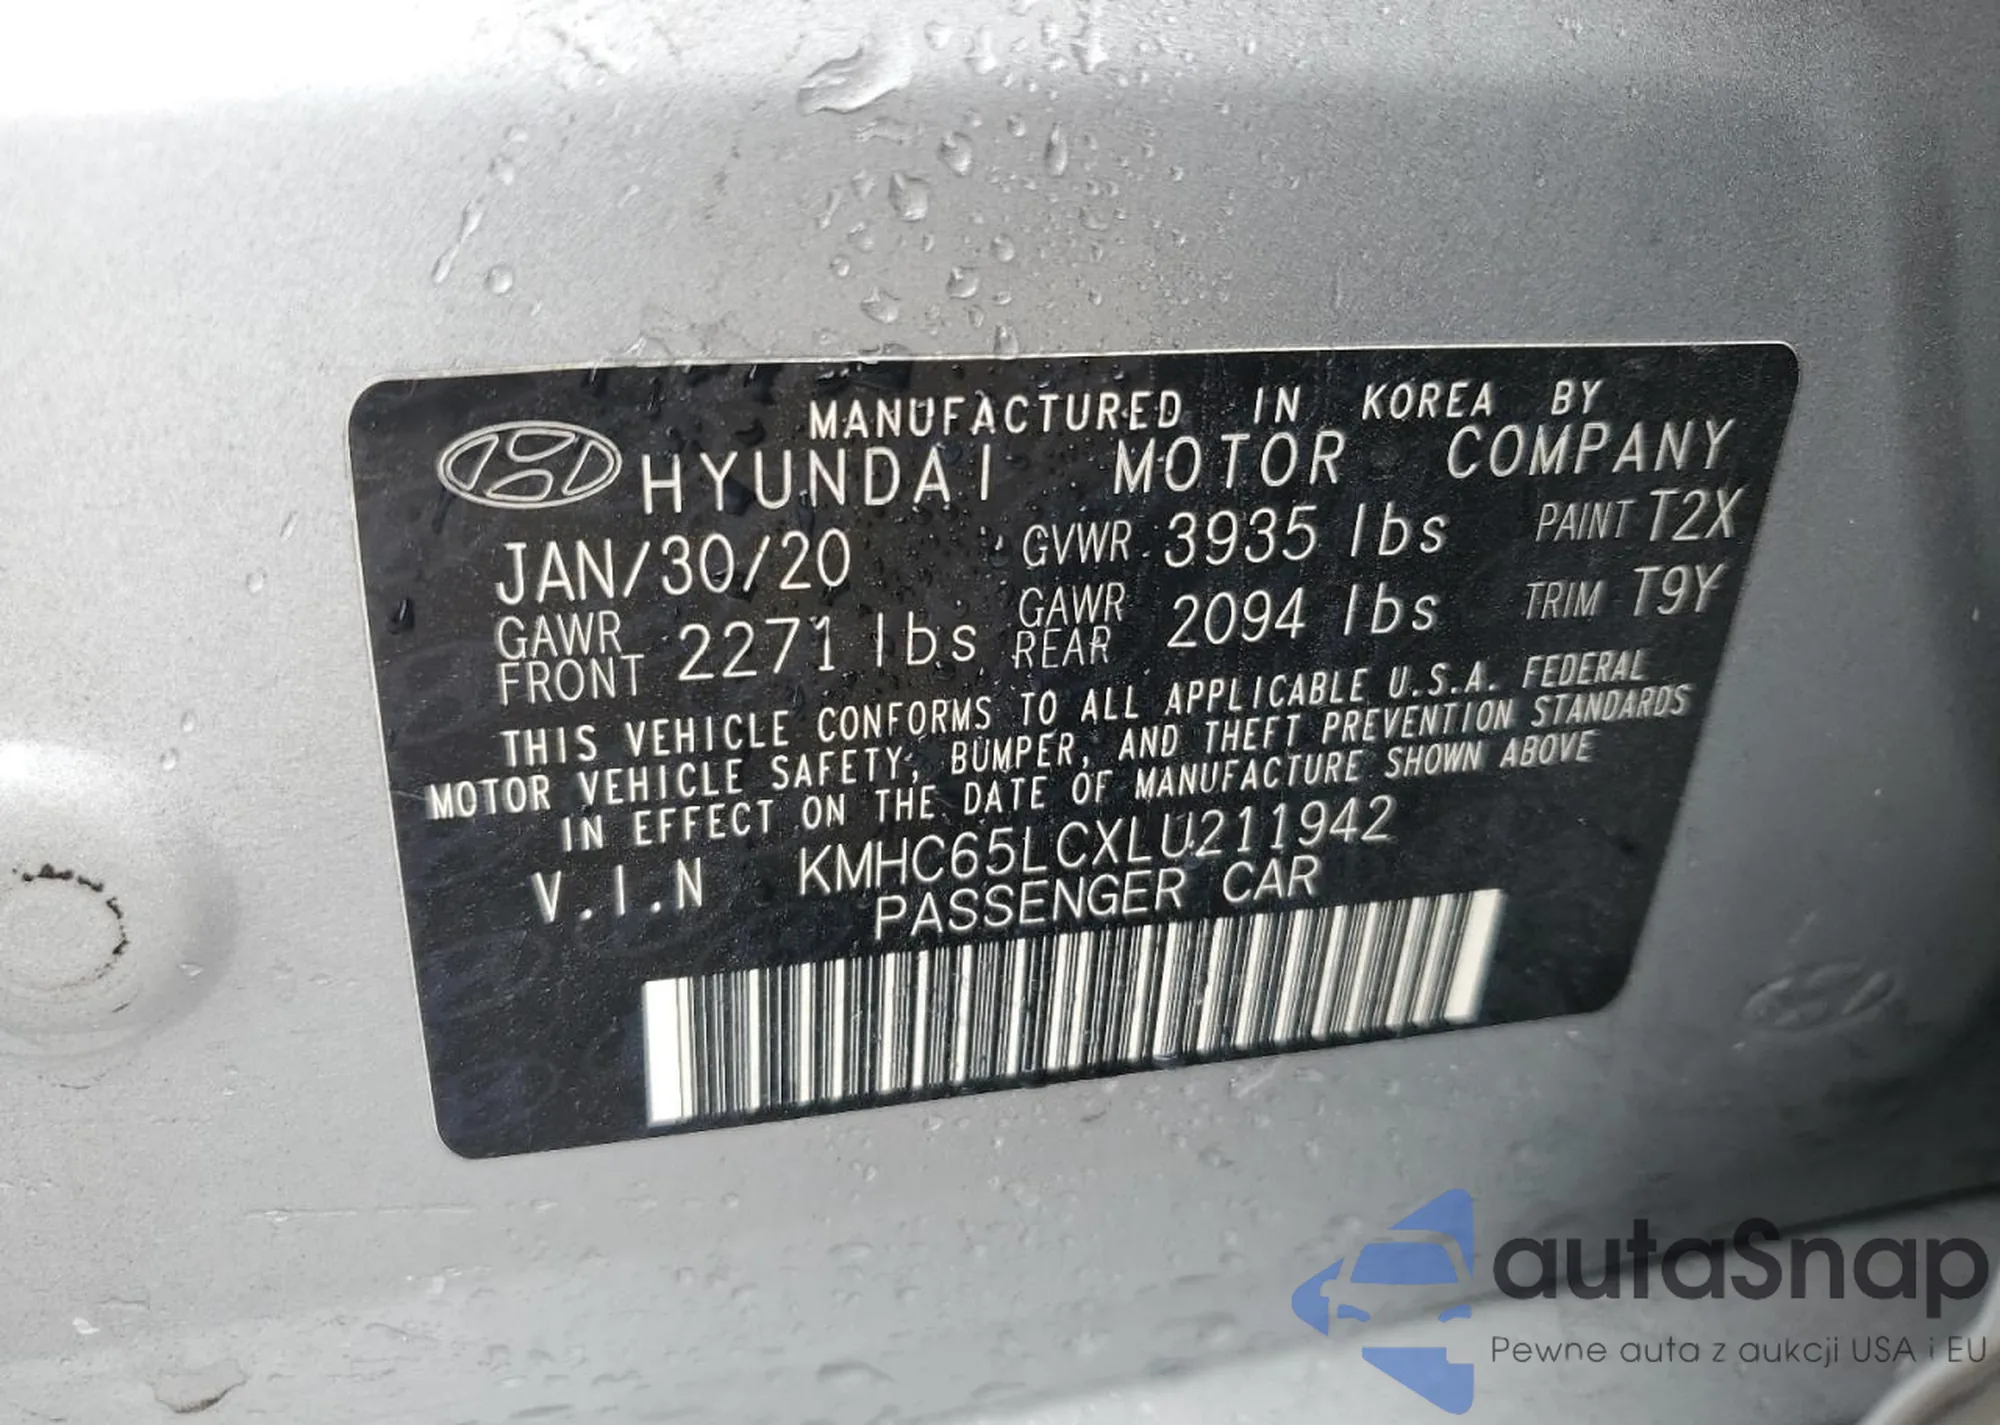 MANUFACTURED IN KOREA BY
HYUNDAI MOTOR COMPANY
JAN/30/20 GVWR 3935 lbs PAINT T2X
GAWR FRONT 2271 lbs GAWR REAR 2094 lbs TRIM T9Y
THIS VEHICLE CONFORMS TO ALL APPLICABLE U.S.A. FEDERAL
MOTOR VEHICLE SAFETY, BUMPER, AND THEFT PREVENTION STANDARDS
IN EFFECT ON THE DATE OF MANUFACTURE SHOWN ABOVE
V.I.N KMHC65LCXLU211942
PASSENGER CAR
autaSnap
Pewne auta z aukcji USA i EU